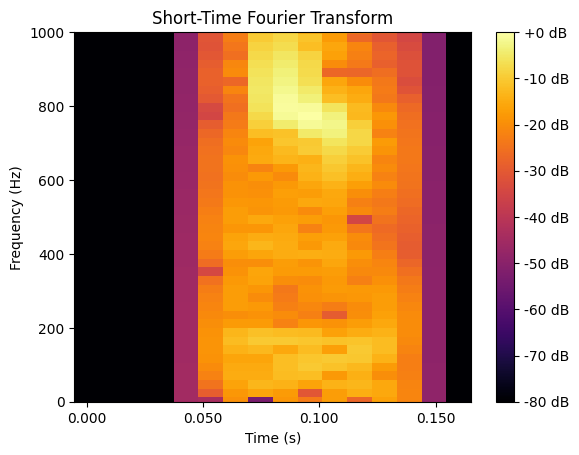 Short-Time Fourier Transform
1000
800
600
400
200
0
Frequency (Hz)
0.000
0.050
0.100
0.150
Time (s)
+0 dB
-10 dB
-20 dB
-30 dB
-40 dB
-50 dB
-60 dB
-70 dB
-80 dB